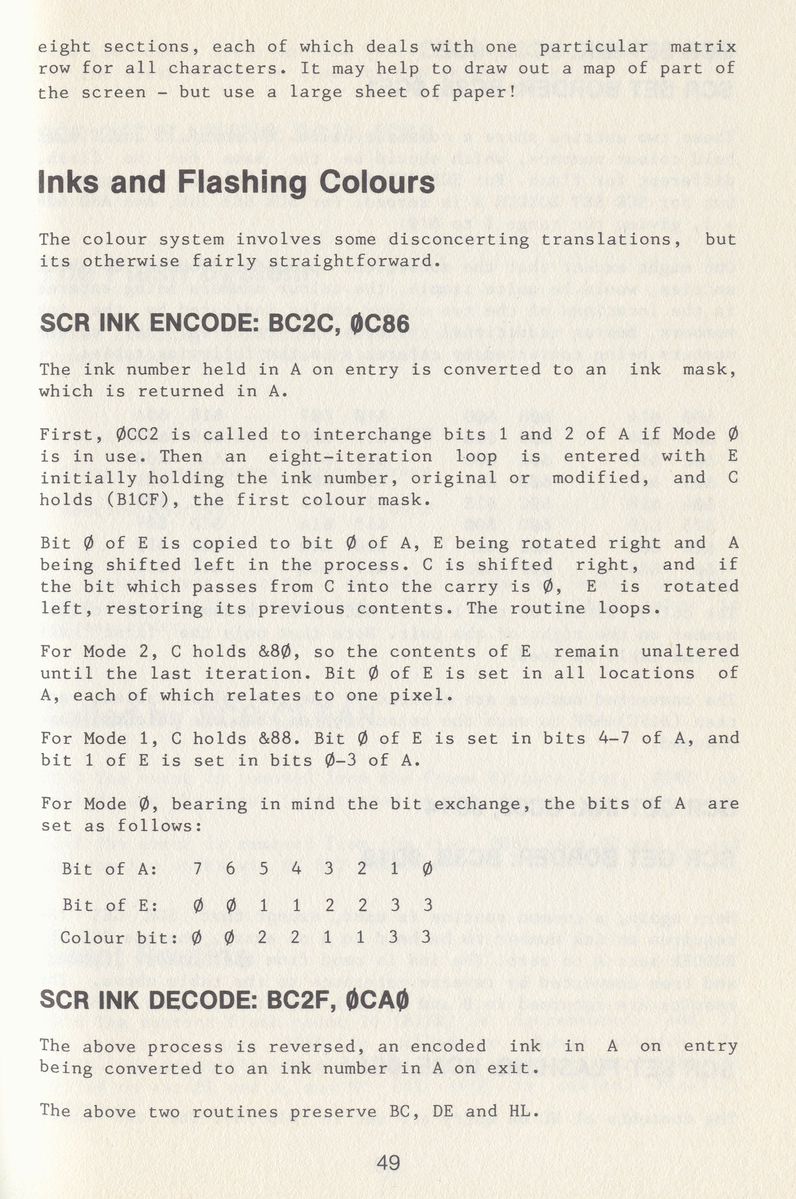 eight sections, each of which deals with one particular matrix
row for all characters. It may help to draw out a map of part of
the screen - but use a large sheet of paper!
Inks and Flashing Colours
The colour system involves some disconcerting translations, but
its otherwise fairly straightforward.
SCR INK ENCODE: BC2C, ØC86
The ink number held in A on entry is converted to an ink mask,
which is returned in A.
First, ØCC2 is called to interchange bits 1 and 2 of A if Mode Ø
is in use. Then an eight-iteration loop is entered with E
initially holding the ink number, original or modified, and C
holds (B1CF), the first colour mask.
Bit Ø of E is copied to bit Ø of A, E being rotated right and A
being shifted left in the process. C is shifted right, and if
the bit which passes from C into the carry is Ø, E is rotated
left, restoring its previous contents. The routine loops.
For Mode 2, C holds &8Ø, so the contents of E remain unaltered
until the last iteration. Bit Ø of E is set in all locations of
A, each of which relates to one pixel.
For Mode 1, C holds &88. Bit Ø of E is set in bits 4-7 of A, and
bit 1 of E is set in bits Ø-3 of A.
For Mode Ø, bearing in mind the bit exchange, the bits of A are
set as follows:
Bit of A: 7 6 5 4 3 2 1 Ø
Bit of E: Ø Ø 1 1 2 2 3 3
Colour bit: Ø Ø 2 2 1 1 3 3
SCR INK DECODE: BC2F, ØCAØ
The above process is reversed, an encoded ink in A on entry
being converted to an ink number in A on exit.
The above two routines preserve BC, DE and HL.
49